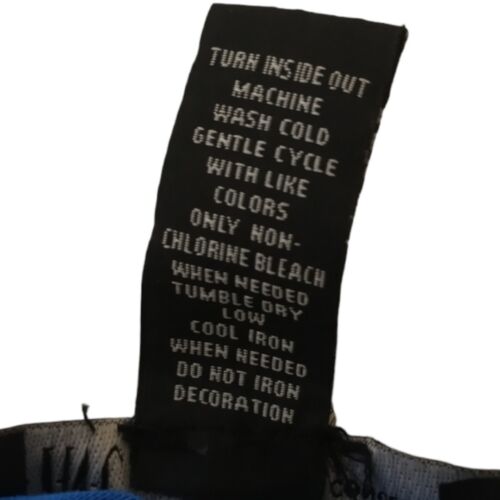 TURN INSIDE OUT
MACHINE
WASH COLD
GENTLE CYCLE
WITH LIKE
COLORS
ONLY NON-
CHLORINE BLEACH
WHEN NEEDED
TUMBLE DRY
LOW
COOL IRON
WHEN NEEDED
DO NOT IRON
DECORATION